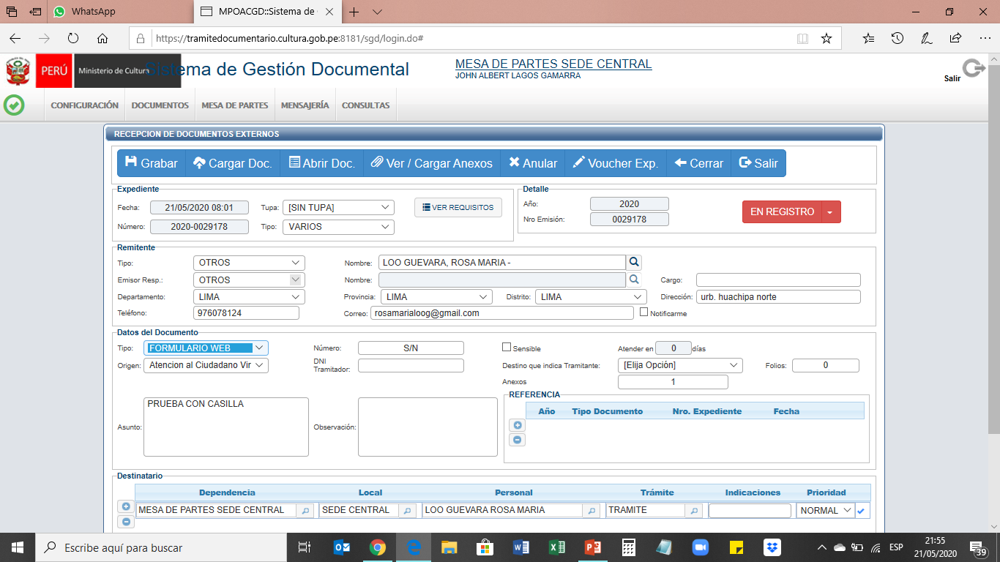 WhatsApp
MPOACGD::Sistema de
https://tramitedocumentario.cultura.gob.pe:8181/sgd/login.do#
PERÚ Ministerio de Cultura Sistema de Gestión Documental
MESA DE PARTES SEDE CENTRAL
JOHN ALBERT LAGOS GAMARRA
Salir
CONFIGURACIÓN DOCUMENTOS MESA DE PARTES MENSAJERÍA CONSULTAS
RECEPCION DE DOCUMENTOS EXTERNOS
Grabar Cargar Doc. Abrir Doc. Ver / Cargar Anexos Anular Voucher Exp. Cerrar Salir
Expediente
Fecha: 21/05/2020 08:01 Tupa: [SIN TUPA] VER REQUISITOS
Número: 2020-0029178 Tipo: VARIOS
Detalle
Año: 2020
Nro Emisión: 0029178
EN REGISTRO
Remitente
Tipo: OTROS Nombre: LOO GUEVARA, ROSA MARIA -
Emisor Resp.: OTROS Nombre: Cargo:
Departamento: LIMA Provincia: LIMA Distrito: LIMA Dirección: urb. huachipa norte
Teléfono: 976078124 Correo: rosamarialoog@gmail.com Notificarme
Datos del Documento
Tipo: FORMULARIO WEB Número: S/N Sensible Atender en 0 días
Origen: Atencion al Ciudadano Vir DNI Tramitador: Destino que indica Tramitante: [Elija Opción] Folios: 0
Anexos 1
Asunto: PRUEBA CON CASILLA Observación:
REFERENCIA
Año Tipo Documento Nro. Expediente Fecha
Destinatario
Dependencia Local Personal Trámite Indicaciones Prioridad
MESA DE PARTES SEDE CENTRAL SEDE CENTRAL LOO GUEVARA ROSA MARIA TRAMITE NORMAL
Escribe aquí para buscar
ESP
21:55
21/05/2020
39